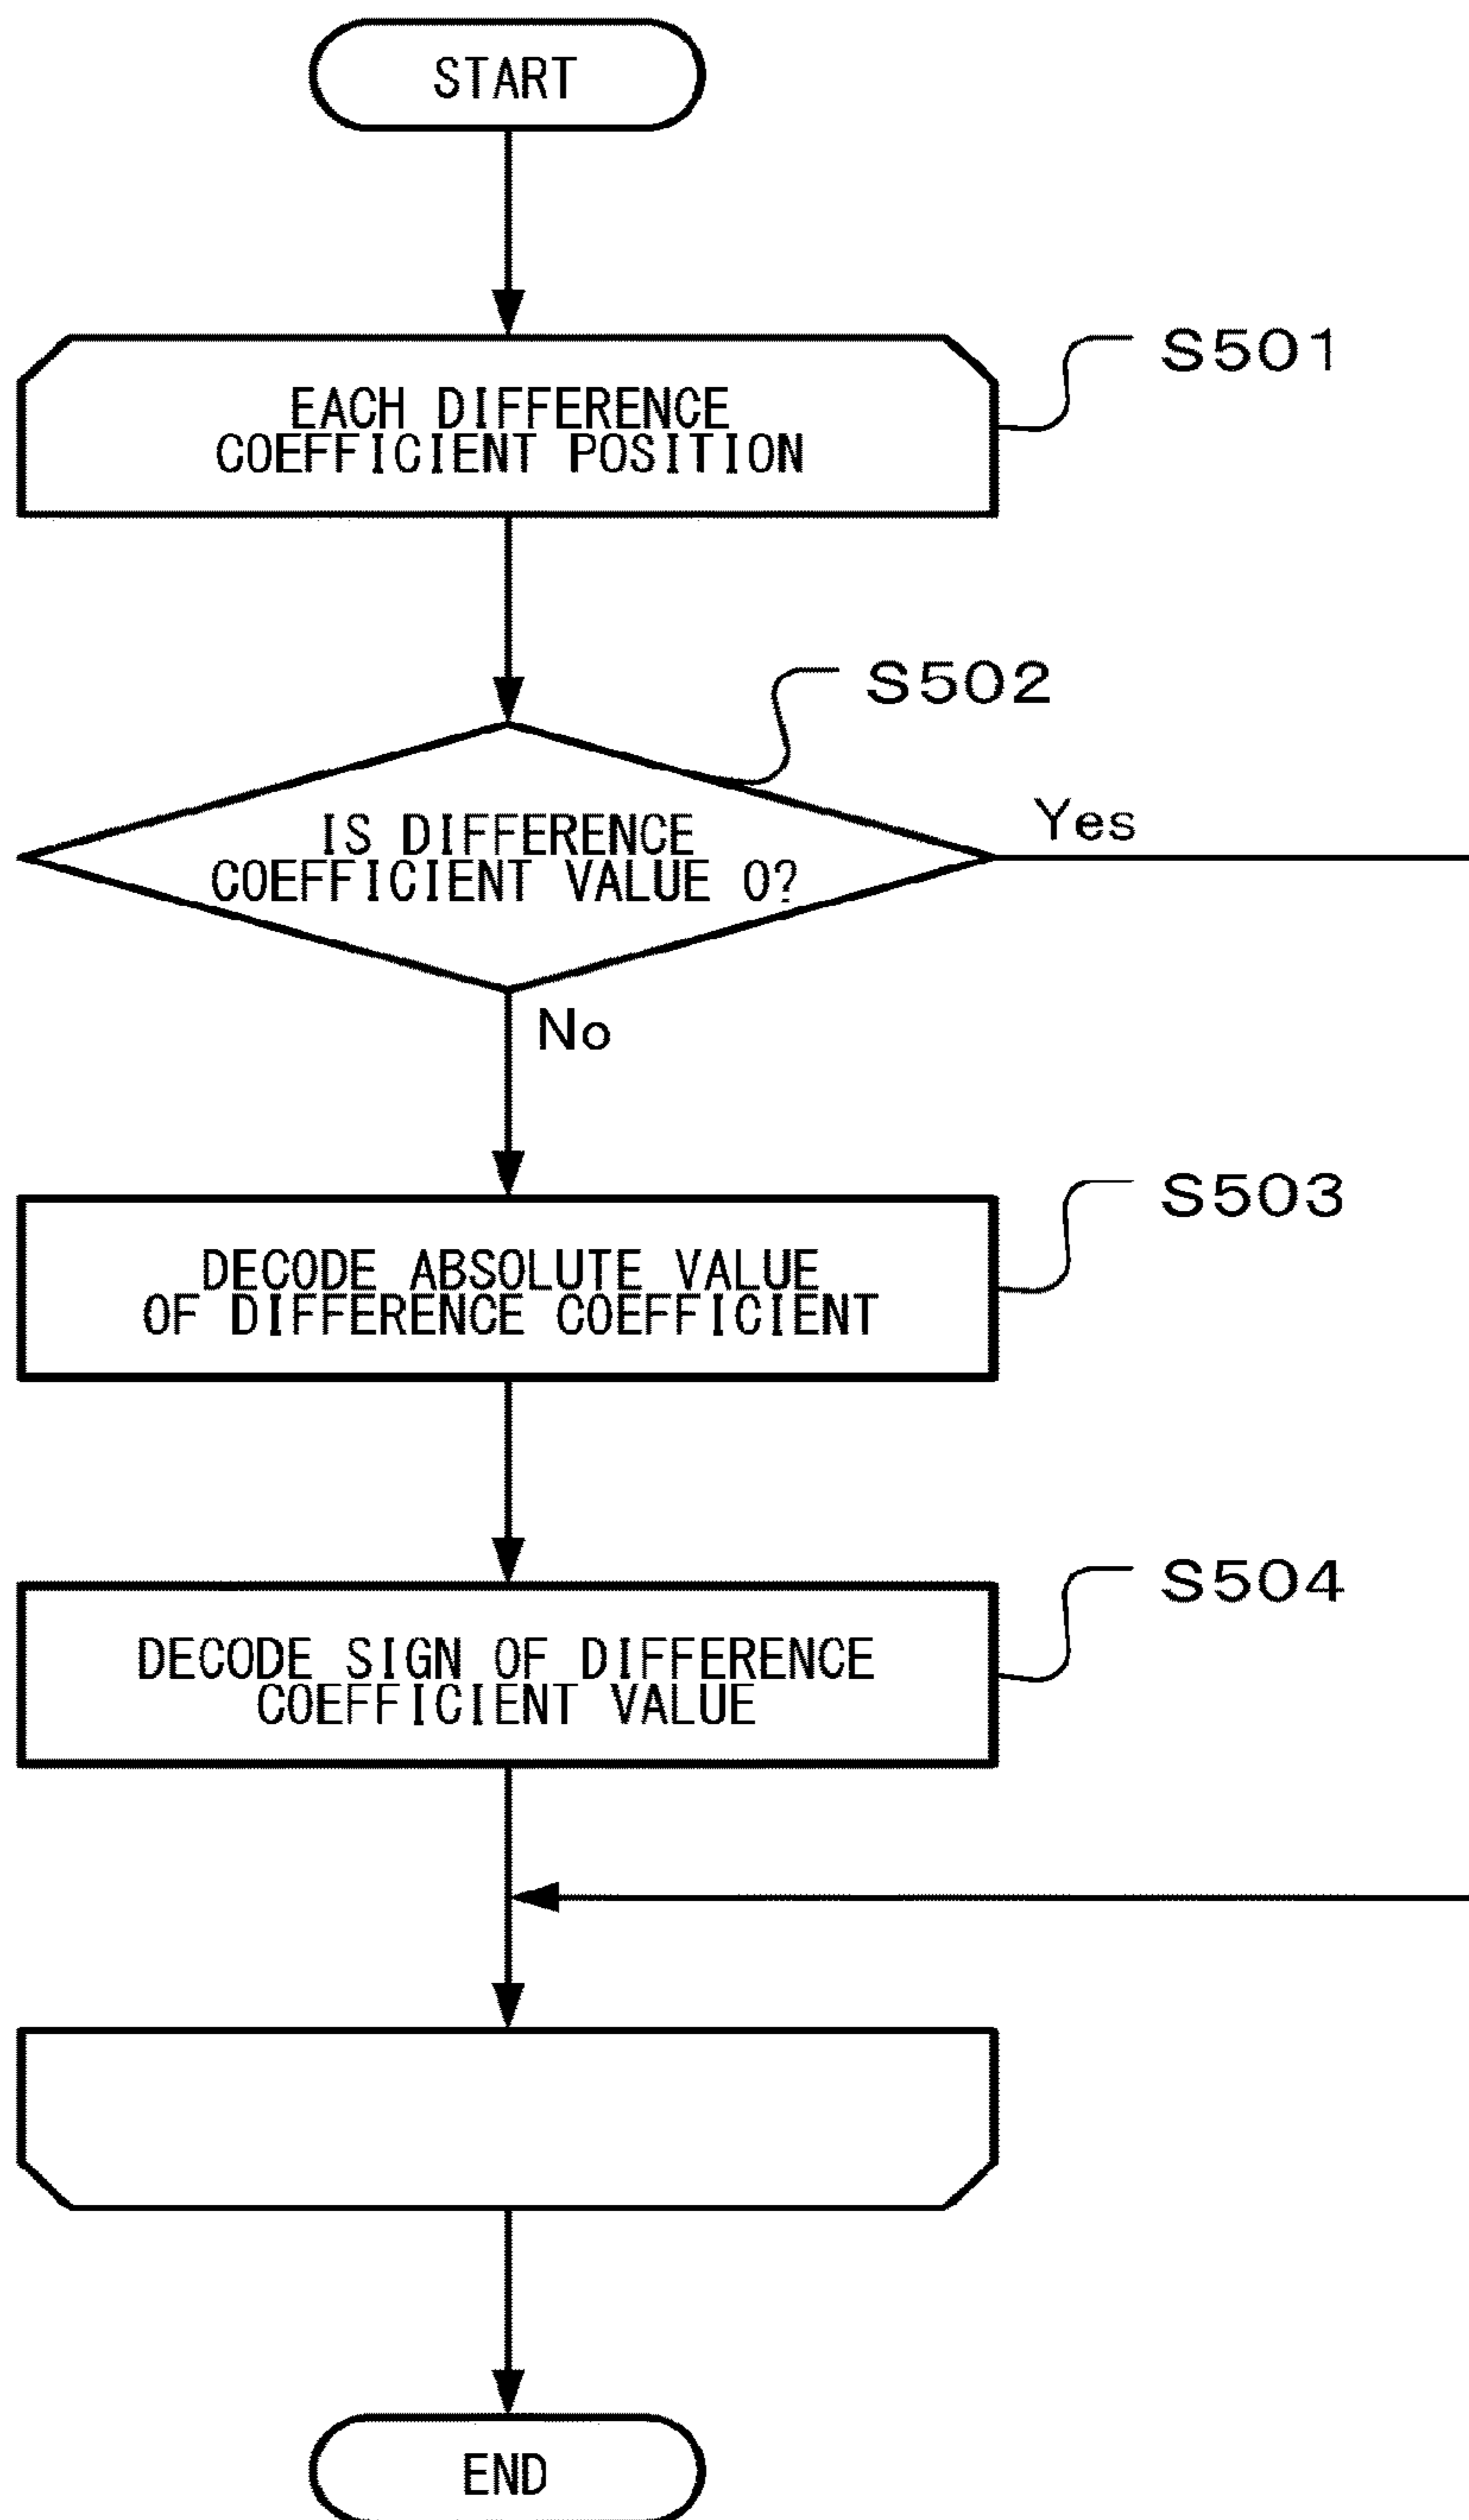 START
EACH DIFFERENCE
COEFFICIENT POSITION
S501
S502
IS DIFFERENCE
COEFFICIENT VALUE 0?
Yes
No
DECODE ABSOLUTE VALUE
OF DIFFERENCE COEFFICIENT
S503
DECODE SIGN OF DIFFERENCE
COEFFICIENT VALUE
S504
END